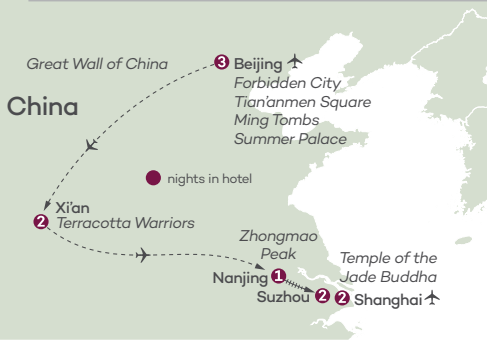 Great Wall of China
3 Beijing
Forbidden City
Tian'anmen Square
Ming Tombs
Summer Palace
China
nights in hotel
Xi'an
2 Terracotta Warriors
Zhongmao
Peak
Temple of the
Jade Buddha
Nanjing 1
Suzhou 2 2 Shanghai